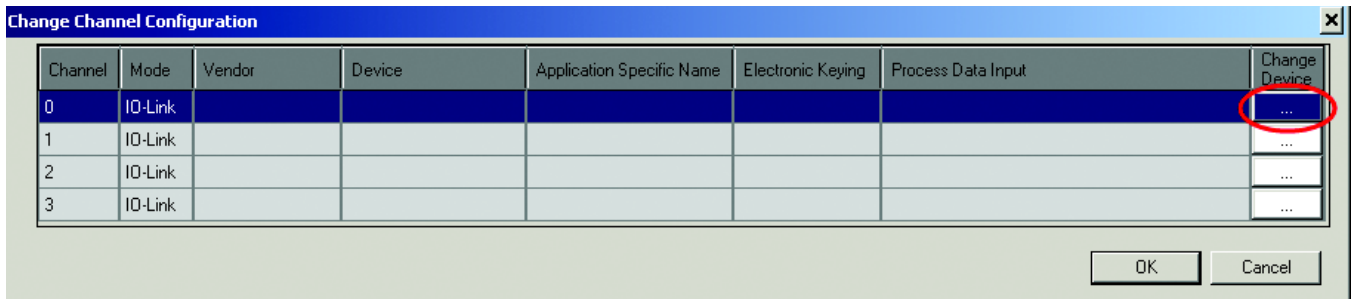 Change Channel Configuration
Channel Mode Vendor Device Application Specific Name Electronic Keying Process Data Input Change Device
0 IO-Link ...
1 IO-Link ...
2 IO-Link ...
3 IO-Link ...
OK Cancel